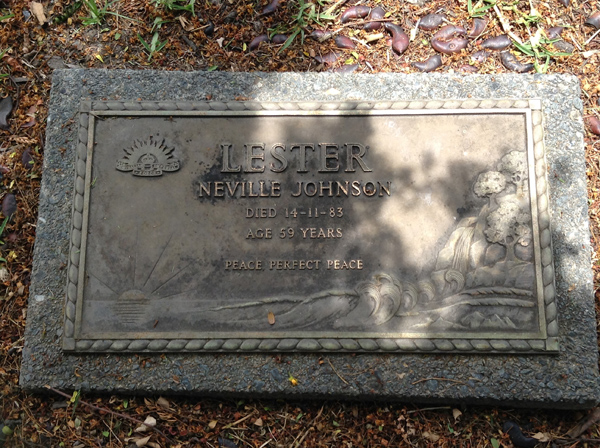 LESTER
NEVILLE JOHNSON
DIED 14-11-83
AGE 59 YEARS
PEACE PERFECT PEACE